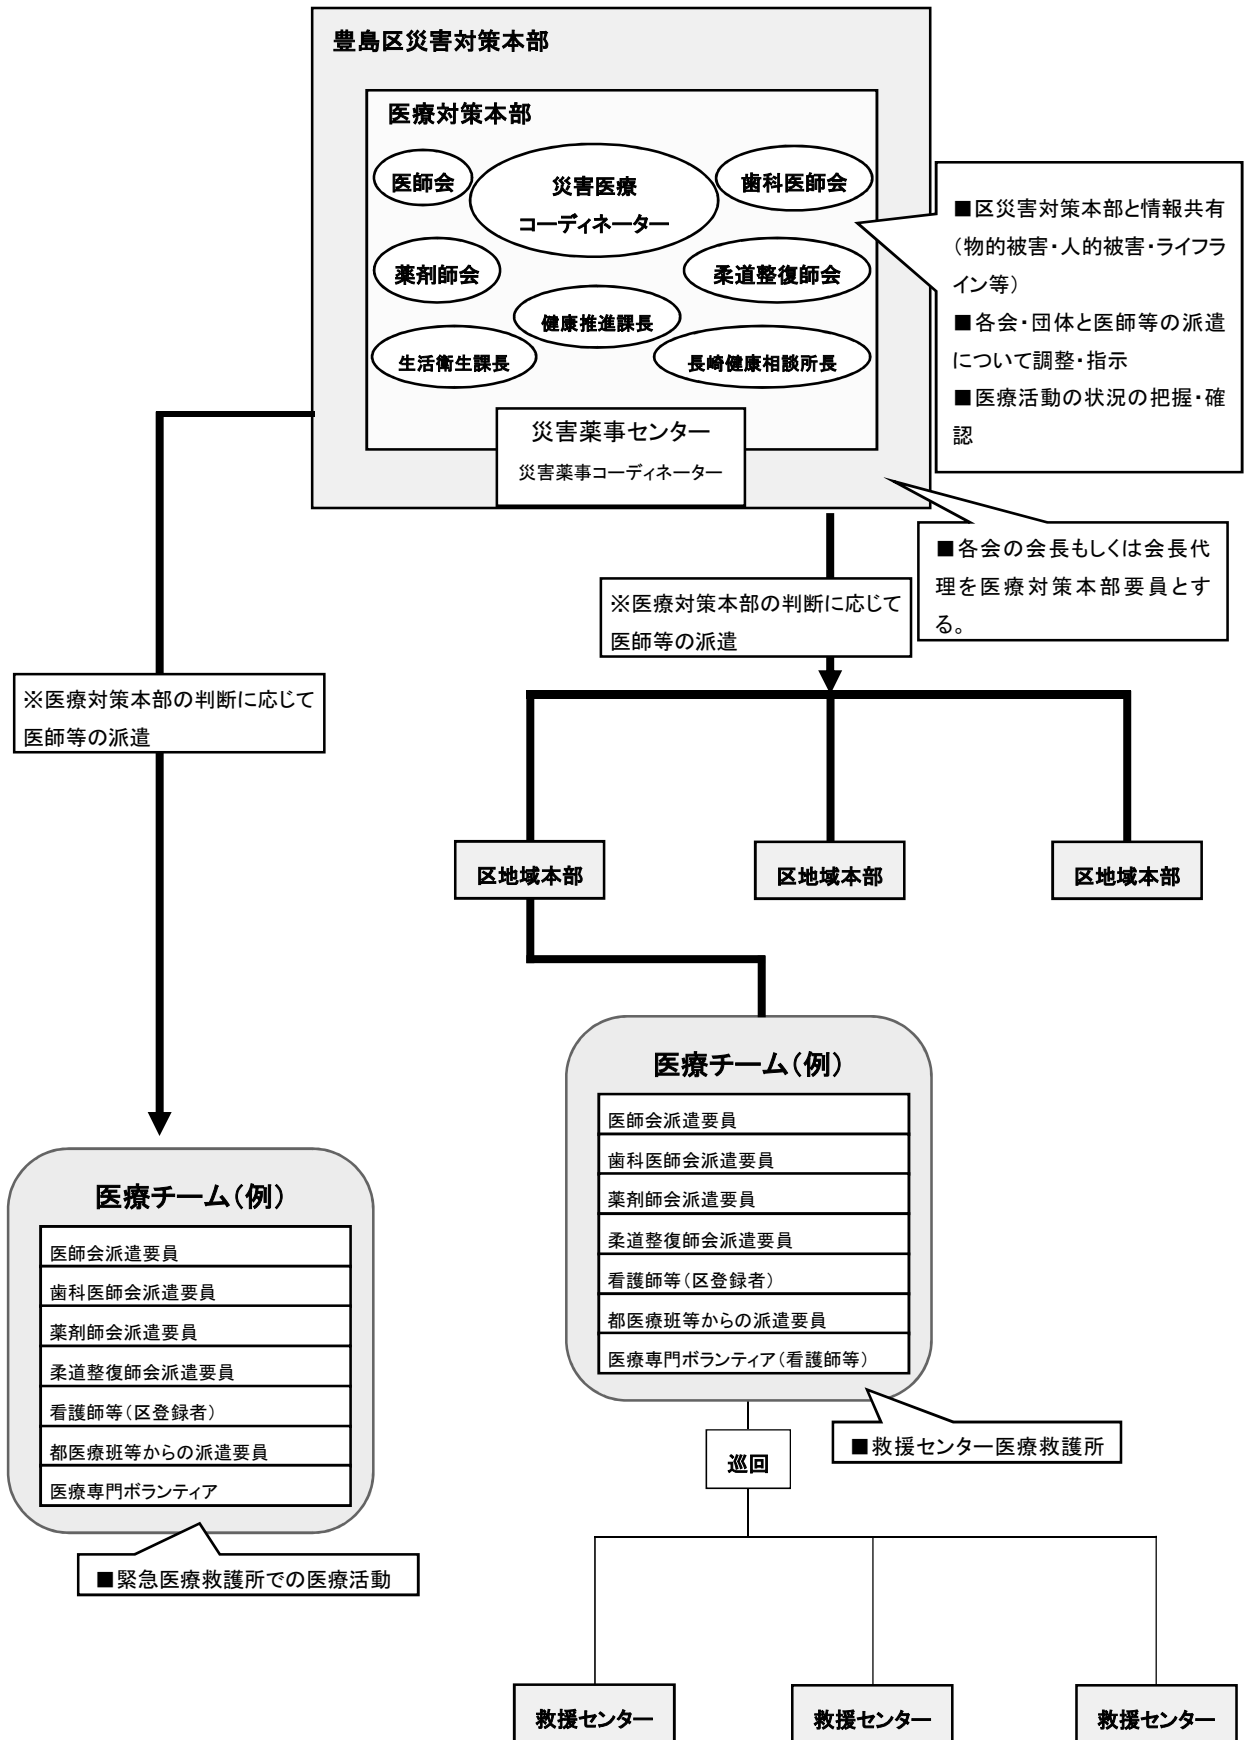 豊島区災害対策本部
医療対策本部
医師会
災害医療
コーディネーター
歯科医師会
薬剤師会
柔道整復師会
健康推進課長
生活衛生課長
長崎健康相談所長
災害薬事センター
災害薬事コーディネーター
■区災害対策本部と情報共有
（物的被害・人的被害・ライフラ
イン等）
■各会・団体と医師等の派遣
について調整・指示
■医療活動の状況の把握・確
認
■各会の会長もしくは会長代
理を医療対策本部要員とす
る。
※医療対策本部の判断に応じて
医師等の派遣
※医療対策本部の判断に応じて
医師等の派遣
区地域本部
区地域本部
区地域本部
医療チーム（例）
医師会派遣要員
歯科医師会派遣要員
薬剤師会派遣要員
柔道整復師会派遣要員
看護師等（区登録者）
都医療班等からの派遣要員
医療専門ボランティア（看護師等）
■救援センター医療救護所
医療チーム（例）
医師会派遣要員
歯科医師会派遣要員
薬剤師会派遣要員
柔道整復師会派遣要員
看護師等（区登録者）
都医療班等からの派遣要員
医療専門ボランティア
■緊急医療救護所での医療活動
巡回
救援センター
救援センター
救援センター